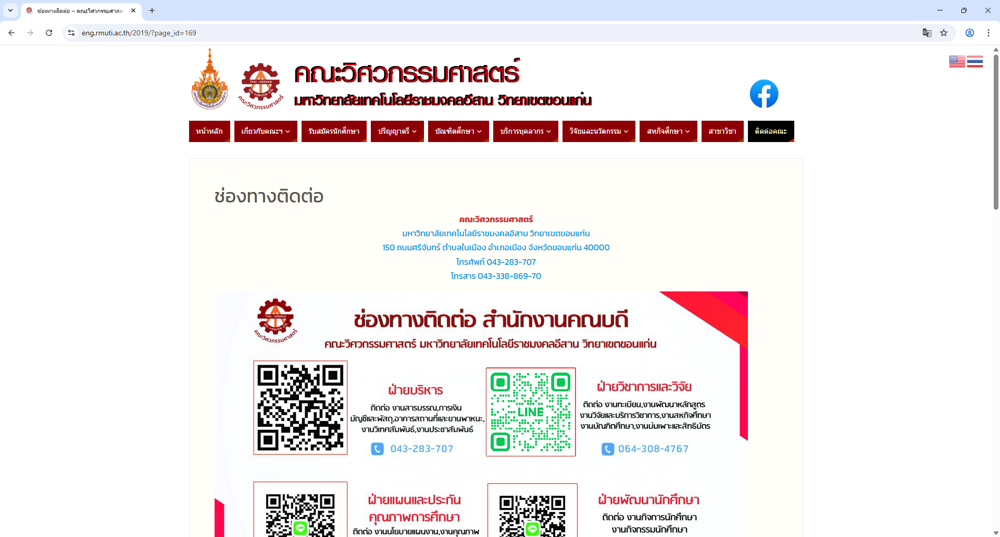 ช่องทางติดต่อ – คณะวิศวกรรมศาสตร์
eng.rmuti.ac.th/2019/?page_id=169
THAI - GERMAN
คณะวิศวกรรมศาสตร์
คณะวิศวกรรมศาสตร์
มหาวิทยาลัยเทคโนโลยีราชมงคลอีสาน วิทยาเขตขอนแก่น
หน้าหลัก
เกี่ยวกับคณะฯ
รับสมัครนักศึกษา
ปริญญาตรี
บัณฑิตศึกษา
บริการบุคลากร
วิจัยและนวัตกรรม
สหกิจศึกษา
สาขาวิชา
ติดต่อคณะ
ช่องทางติดต่อ
คณะวิศวกรรมศาสตร์
มหาวิทยาลัยเทคโนโลยีราชมงคลอีสาน วิทยาเขตขอนแก่น
150 ถนนศรีจันทร์ ตำบลในเมือง อำเภอเมือง จังหวัดขอนแก่น 40000
โทรศัพท์ 043-283-707
โทรสาร 043-338-869-70
THAI - GERMAN
คณะวิศวกรรมศาสตร์
ช่องทางติดต่อ สำนักงานคณบดี
คณะวิศวกรรมศาสตร์ มหาวิทยาลัยเทคโนโลยีราชมงคลอีสาน วิทยาเขตขอนแก่น
ฝ่ายบริหาร
ติดต่อ งานสารบรรณ,การเงิน
บัญชีและพัสดุ,อาคารสถานที่และยานพาหนะ,
งานวิเทศสัมพันธ์,งานประชาสัมพันธ์
043-283-707
LINE
ฝ่ายวิชาการและวิจัย
ติดต่อ งานทะเบียน,งานพัฒนาหลักสูตร
งานวิจัยและบริการวิชาการ,งานสหกิจศึกษา
งานบัณฑิตศึกษา,งานบ่มเพาะและสิทธิบัตร
064-308-4767
LINE
ฝ่ายแผนและประกัน
คุณภาพการศึกษา
ติดต่อ งานนโยบายแผนงาน,งานคุณภาพ
LINE
ฝ่ายพัฒนานักศึกษา
ติดต่อ งานกิจการนักศึกษา
งานกิจกรรมนักศึกษา